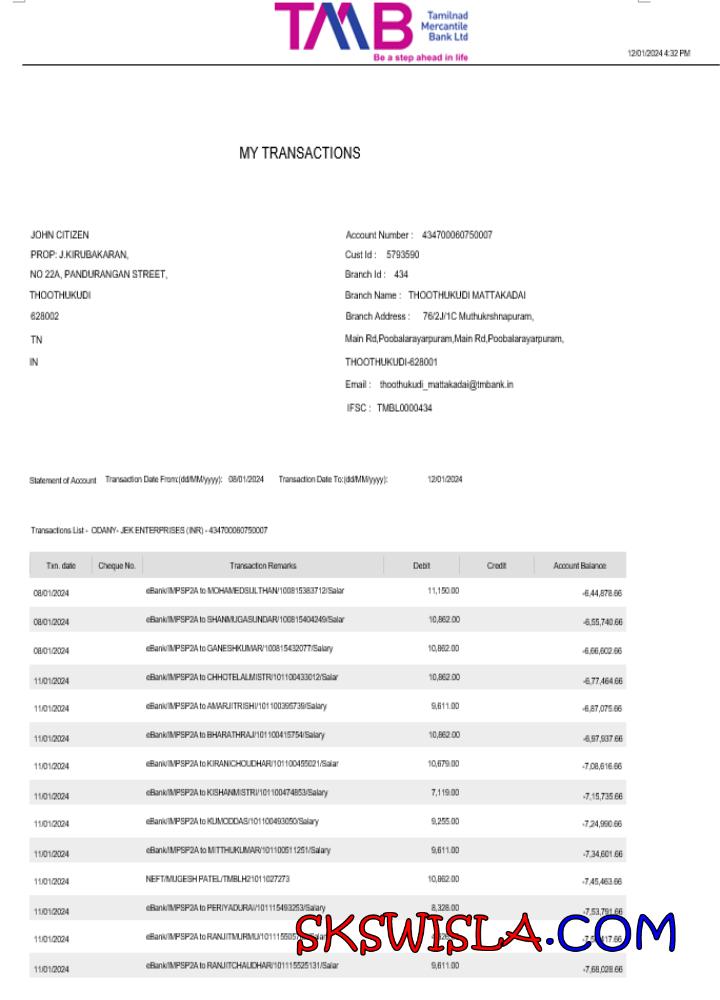 TMB Tamilnad
Mercantile
Bank Ltd
Be a step ahead in life
12/01/2024 4:32 PM
MY TRANSACTIONS
JOHN CITIZEN
PROP: J.KIRUBAKARAN,
NO 22A, PANDURANGAN STREET,
THOOTHUKUDI
628002
TN
IN
Account Number : 434700060750007
Cust Id : 5793590
Branch Id : 434
Branch Name : THOOTHUKUDI MATTAKADAI
Branch Address : 76/2J/1C Muthukrshnapuram,
Main Rd,Poobalarayarpuram,Main Rd,Poobalarayarpuram,
THOOTHUKUDI-628001
Email : thoothukudi_mattakadai@tmbank.in
IFSC : TMBL0000434
Statement of Account Transaction Date From:(dd/MM/yyyy): 08/01/2024 Transaction Date To:(dd/MM/yyyy): 12/01/2024
Transactions List - ODANY- JEK ENTERPRISES (INR) - 434700060750007
Txn. date Cheque No. Transaction Remarks Debit Credit Account Balance
08/01/2024 eBank/IMPSP2A to MOHAMEDSULTHAN/100815383712/Salar 11,150.00 -6,44,878.66
08/01/2024 eBank/IMPSP2A to SHANMUGASUNDAR/100815404249/Salar 10,862.00 -6,55,740.66
08/01/2024 eBank/IMPSP2A to GANESHKUMAR/100815432077/Salary 10,862.00 -6,66,602.66
11/01/2024 eBank/IMPSP2A to CHHOTELALMISTR/101100433012/Salar 10,862.00 -6,77,464.66
11/01/2024 eBank/IMPSP2A to AMARJITRISHI/101100395739/Salary 9,611.00 -6,87,075.66
11/01/2024 eBank/IMPSP2A to BHARATHRAJ/101100415754/Salary 10,862.00 -6,97,937.66
11/01/2024 eBank/IMPSP2A to KIRANICHOUDHAR/101100455021/Salar 10,679.00 -7,08,616.66
11/01/2024 eBank/IMPSP2A to KISHANMISTRI/101100474853/Salary 7,119.00 -7,15,735.66
11/01/2024 eBank/IMPSP2A to KUMODDAS/101100493050/Salary 9,255.00 -7,24,990.66
11/01/2024 eBank/IMPSP2A to MITTHUKUMAR/101100511251/Salary 9,611.00 -7,34,601.66
11/01/2024 NEFT/MUGESH PATEL/TMBLH21011027273 10,862.00 -7,45,463.66
11/01/2024 eBank/IMPSP2A to PERIYADURAI/101115493253/Salary 8,328.00 -7,53,791.66
11/01/2024 eBank/IMPSP2A to
11/01/2024 eBank/IMPSP2A to RANJITCHAUDHAR/101115525131/Salar 9,611.00 -7,68,028.66
SKSWISLA.COM